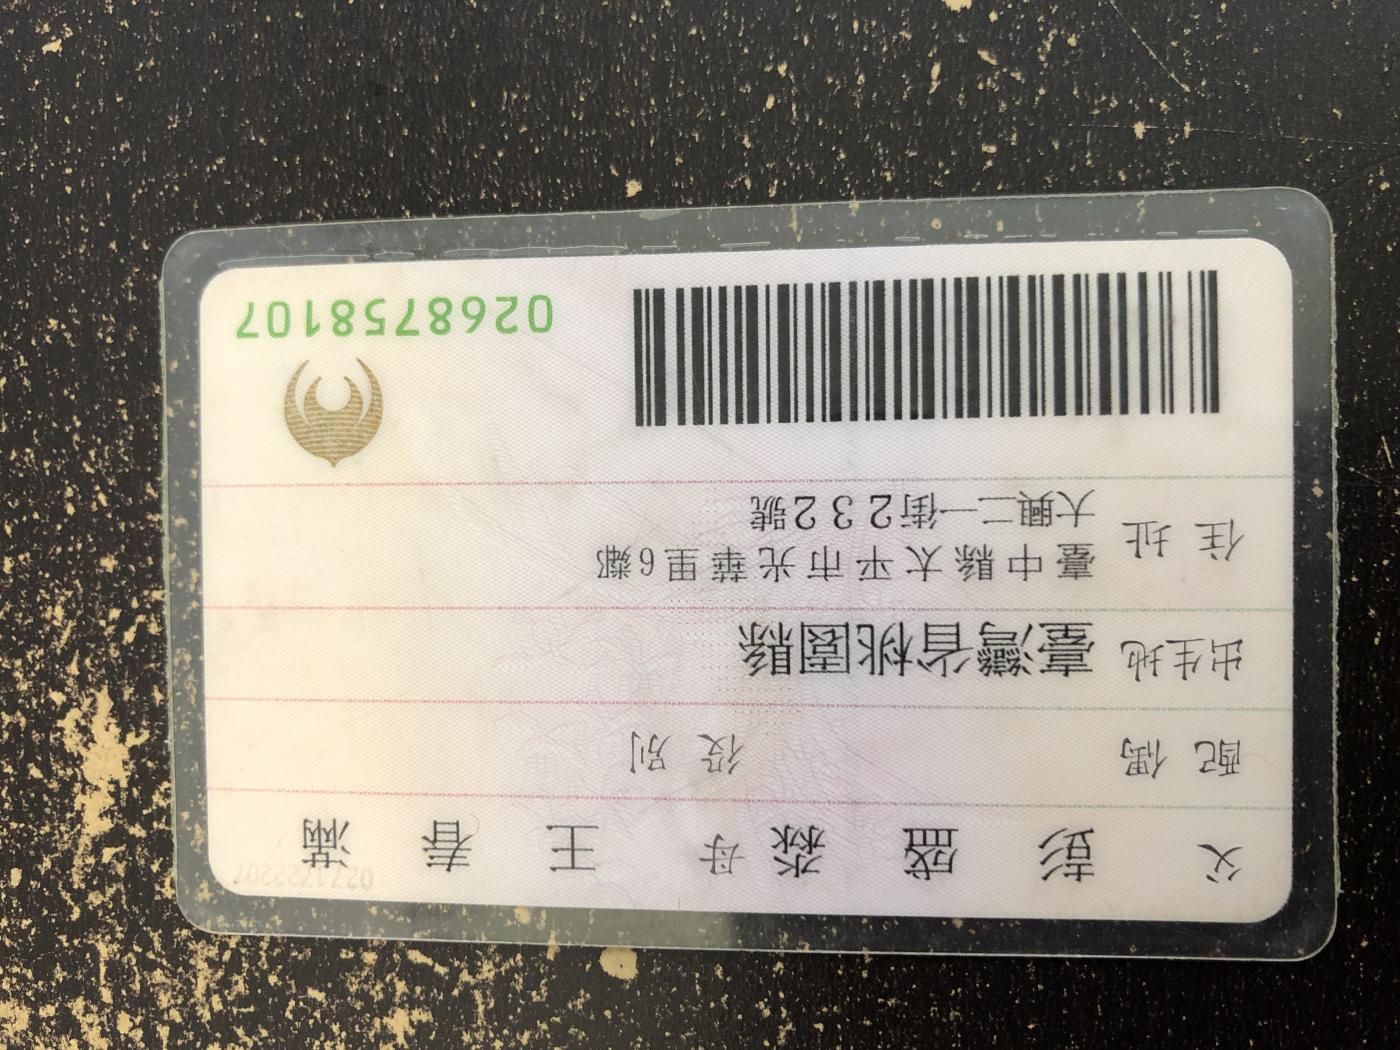 父 彭盛霖 母 王春滿
配偶 役別
出生地 臺灣省桃園縣
住址 臺中縣太平市光華里6鄰
大興二一街232號
0268758107